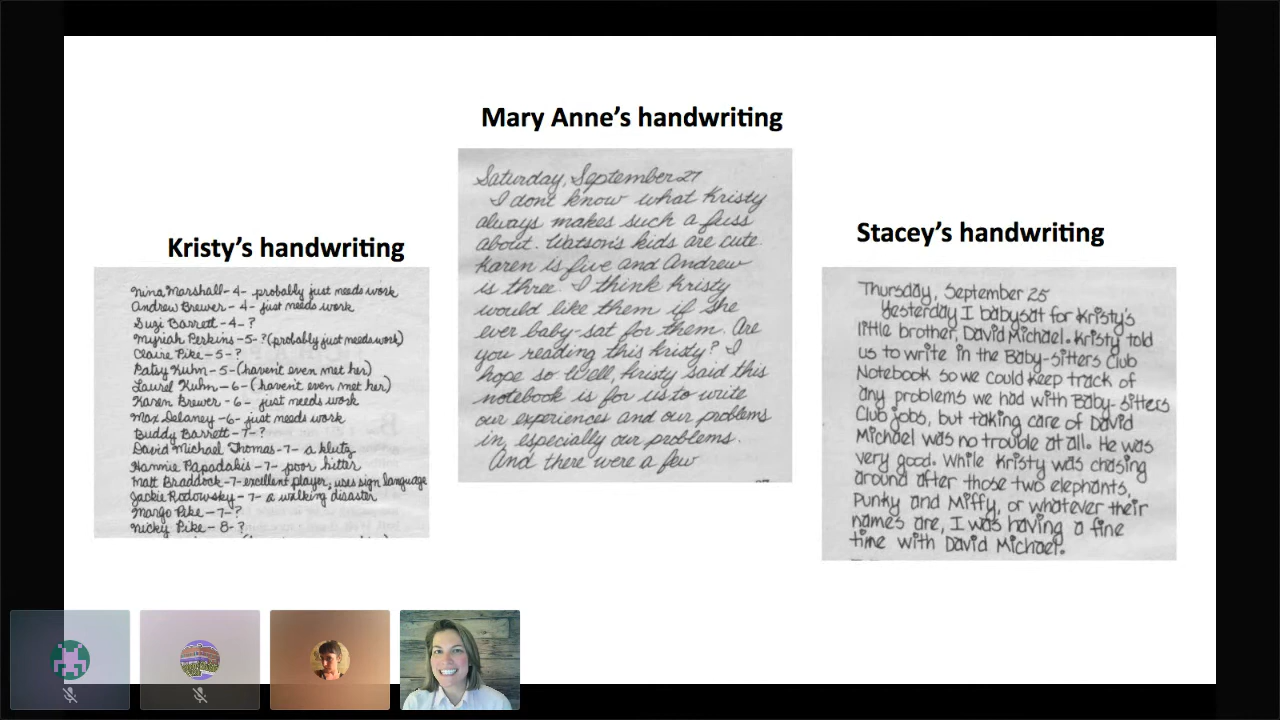 Mary Anne's handwriting
Saturday, September 27
I don't know what Kristy
always makes such a fuss
about. Watson's kids are cute.
Karen is five and Andrew
is three. I think Kristy
would like them if she
ever baby-sat for them. Are
you reading this Kristy? I
hope so. Well, Kristy said this
notebook is for us to write
our experiences and our problems
in, especially our problems.
And there were a few
Kristy's handwriting
Nina Marshall - 4 - probably just needs work
Andrew Brewer - 4 - just needs work
Suzi Barrett - 4 - ?
Myriah Perkins - 5 - ? (probably just needs work)
Claire Pike - 5 - ?
Patsy Kuhn - 5 - (haven't even met her)
Laurel Kuhn - 6 - (haven't even met her)
Karen Brewer - 6 - just needs work
Max Delaney - 6 - just needs work
Buddy Barrett - 7 - ?
David Michael Thomas - 7 - a klutz
Hannie Papadakis - 7 - poor hitter
Matt Braddock - 7 - excellent player, uses sign language
Jackie Rodowsky - 7 - a walking disaster
Margo Pike - 7 - ?
Nicky Pike - 8 - ?
Stacey's handwriting
Thursday, September 25
Yesterday I babysat for Kristy's
little brother, David Michael. Kristy told
us to write in the Baby-sitters Club
Notebook so we could keep track of
any problems we had with Baby-sitters
Club jobs, but taking care of David
Michael was no trouble at all. He was
very good. While Kristy was chasing
around after those two elephants,
Punky and Miffy, or whatever their
names are, I was having a fine
time with David Michael.